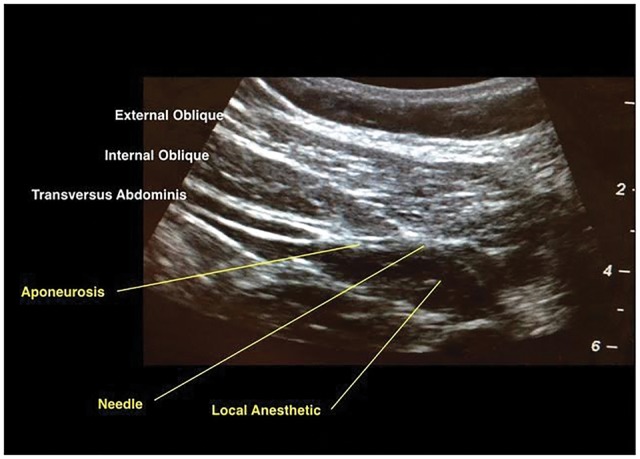 External Oblique
Internal Oblique
Transversus Abdominis
2
4
6
Aponeurosis
Needle
Local Anesthetic